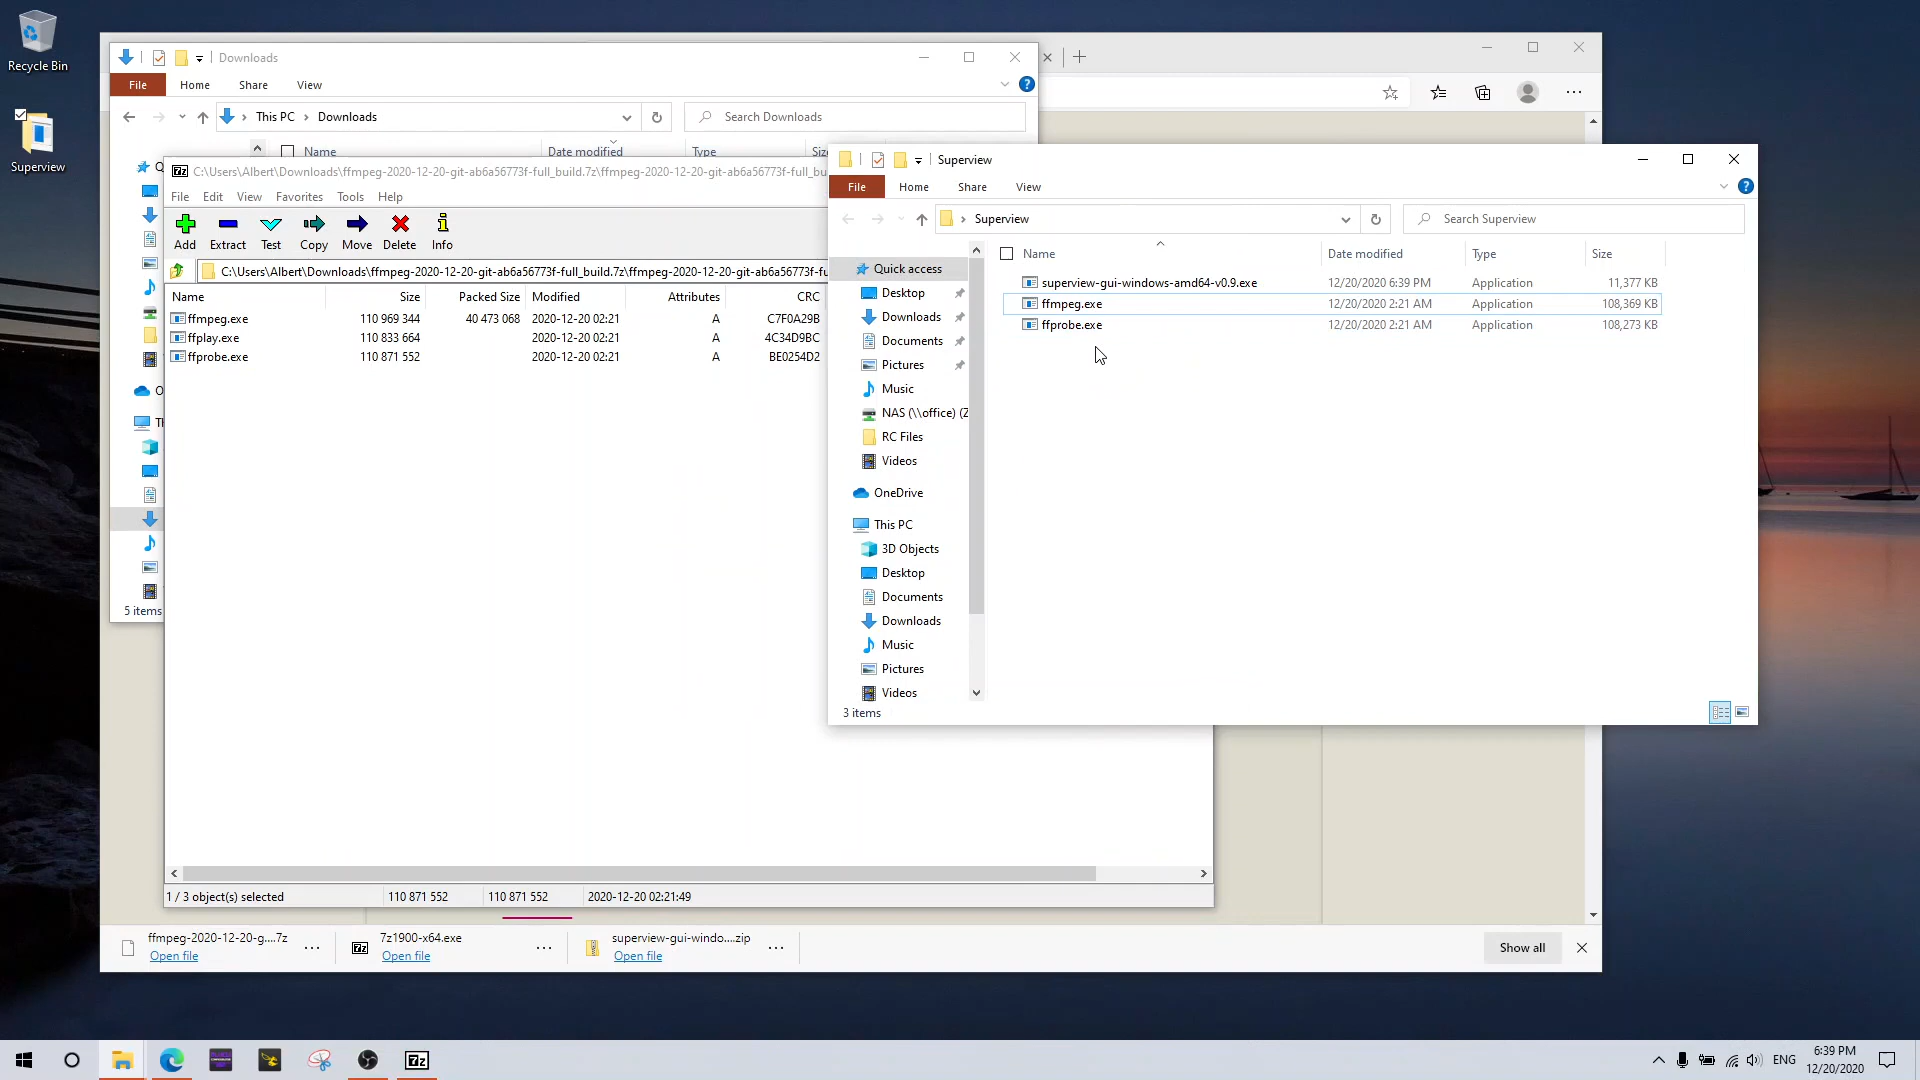 Recycle Bin
Superview
Downloads
File Home Share View
This PC Downloads
Search Downloads
Name Date modified Type
C:\Users\Albert\Downloads\ffmpeg-2020-12-20-git-ab6a56773f-full_build.7z\ffmpeg-2020-12-20-git-ab6a56773f-full_bu
File Edit View Favorites Tools Help
Add Extract Test Copy Move Delete Info
C:\Users\Albert\Downloads\ffmpeg-2020-12-20-git-ab6a56773f-full_build.7z\ffmpeg-2020-12-20-git-ab6a56773f-fu
Name Size Packed Size Modified Attributes CRC
ffmpeg.exe 110 969 344 40 473 068 2020-12-20 02:21 A C7F0A29B
ffplay.exe 110 833 664 2020-12-20 02:21 A 4C34D9BC
ffprobe.exe 110 871 552 2020-12-20 02:21 A BE0254D2
5 items
1 / 3 object(s) selected 110 871 552 110 871 552 2020-12-20 02:21:49
Superview
File Home Share View
Superview
Search Superview
Name Date modified Type Size
superview-gui-windows-amd64-v0.9.exe 12/20/2020 6:39 PM Application 11,377 KB
ffmpeg.exe 12/20/2020 2:21 AM Application 108,369 KB
ffprobe.exe 12/20/2020 2:21 AM Application 108,273 KB
Quick access
Desktop
Downloads
Documents
Pictures
Music
NAS (\\office) (Z
RC Files
Videos
OneDrive
This PC
3D Objects
Desktop
Documents
Downloads
Music
Pictures
Videos
3 items
ffmpeg-2020-12-20-g....7z
Open file
7z1900-x64.exe
Open file
superview-gui-windo....zip
Open file
Show all
ENG
6:39 PM
12/20/2020